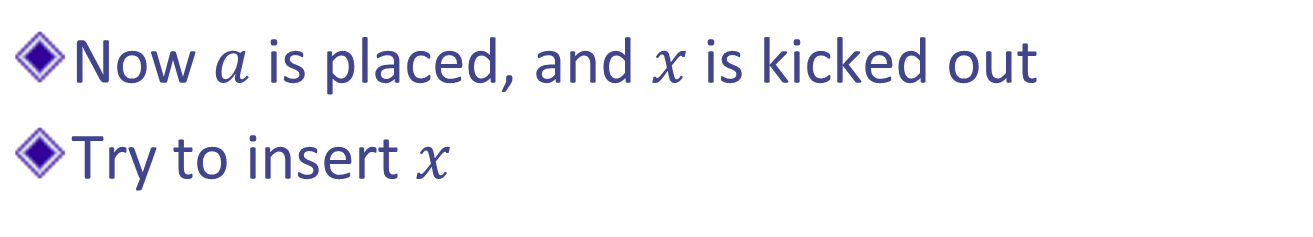 Now 𝑎 is placed, and 𝑥 is kicked out
Try to insert 𝑥